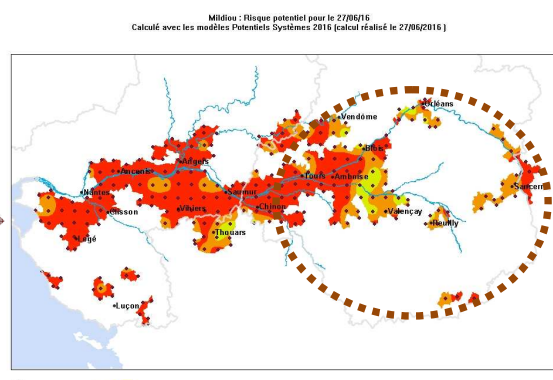 Mildiou : Risque potentiel pour le 27/06/16
Calculé avec les modèles Potentiels Systèmes 2016 (calcul réalisé le 27/06/2016 )
Orléans
Vendôme
Blois
Angers
Ancenis
Tours
Amboise
Sancerre
Nantes
Saumur
Chinon
Clisson
Vihiers
Valençay
Reuilly
Thouars
Legé
Luçon